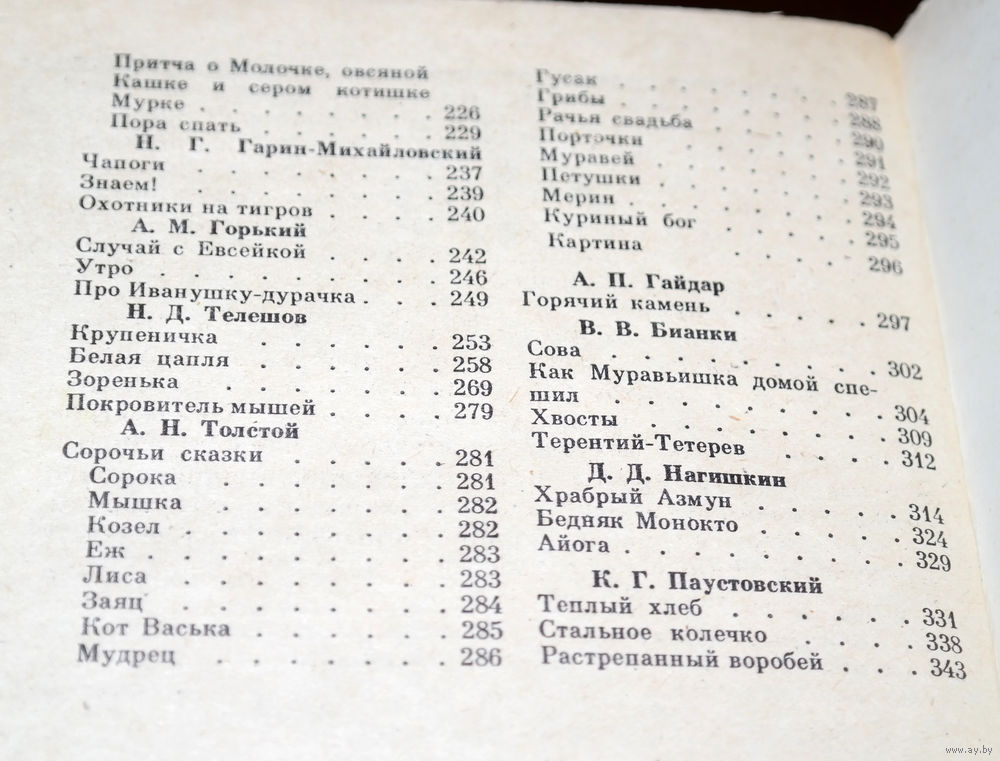 Притча о Молочке, овсяной
Кашке и сером котишке
Мурке . . . . . . . 226
Пора спать . . . . . . 229
Н. Г. Гарин-Михайловский
Чапоги . . . . . . . 237
Знаем! . . . . . . . 239
Охотники на тигров . . . . 240
А. М. Горький
Случай с Евсейкой . . . . 242
Утро . . . . . . . . 246
Про Иванушку-дурачка . . . 249
Н. Д. Телешов
Крупеничка . . . . . . 253
Белая цапля . . . . . . 258
Зоренька . . . . . . . 269
Покровитель мышей . . . . 279
А. Н. Толстой
Сорочьи сказки . . . . . 281
Сорока . . . . . . 281
Мышка . . . . . . 282
Козел . . . . . . . 282
Еж . . . . . . . . 283
Лиса . . . . . . . 283
Заяц . . . . . . . 284
Кот Васька . . . . . 285
Мудрец . . . . . . 286
Гусак . . . . . . . 287
Грибы . . . . . . . 288
Рачья свадьба . . . . . 290
Порточки . . . . . . 291
Муравей . . . . . . 292
Петушки . . . . . . 293
Мерин . . . . . . . 294
Куриный бог . . . . . 295
Картина . . . . . . 296
А. П. Гайдар
Горячий камень . . . . . 297
В. В. Бианки
Сова . . . . . . . . 302
Как Муравьишка домой спе-
шил . . . . . . . . 304
Хвосты . . . . . . . 309
Терентий-Тетерев . . . . 312
Д. Д. Нагишкин
Храбрый Азмун . . . . . 314
Бедняк Монокто . . . . . 324
Айога . . . . . . . . 329
К. Г. Паустовский
Теплый хлеб . . . . . . 331
Стальное колечко . . . . 338
Растрепанный воробей . . . 343
www.ay.by